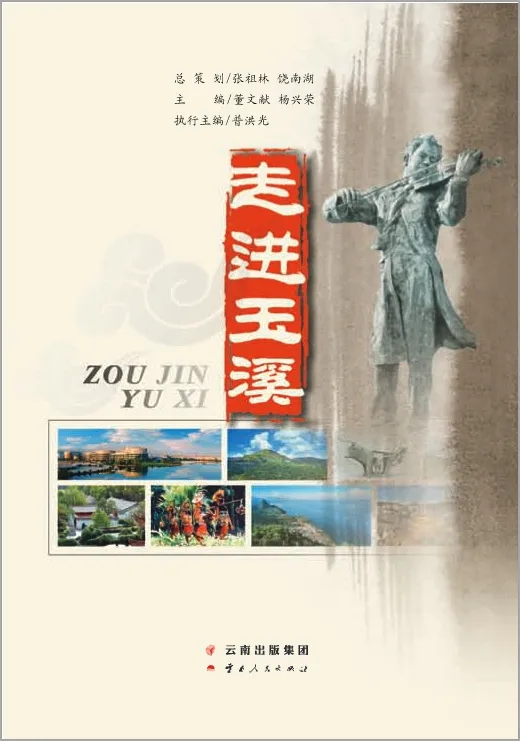 总 策 划/张祖林 饶南湖
主 编/董文献 杨兴荣
执行主编/普洪光
走进玉溪
ZOU JIN
YU XI
云南出版集团
云南人民出版社